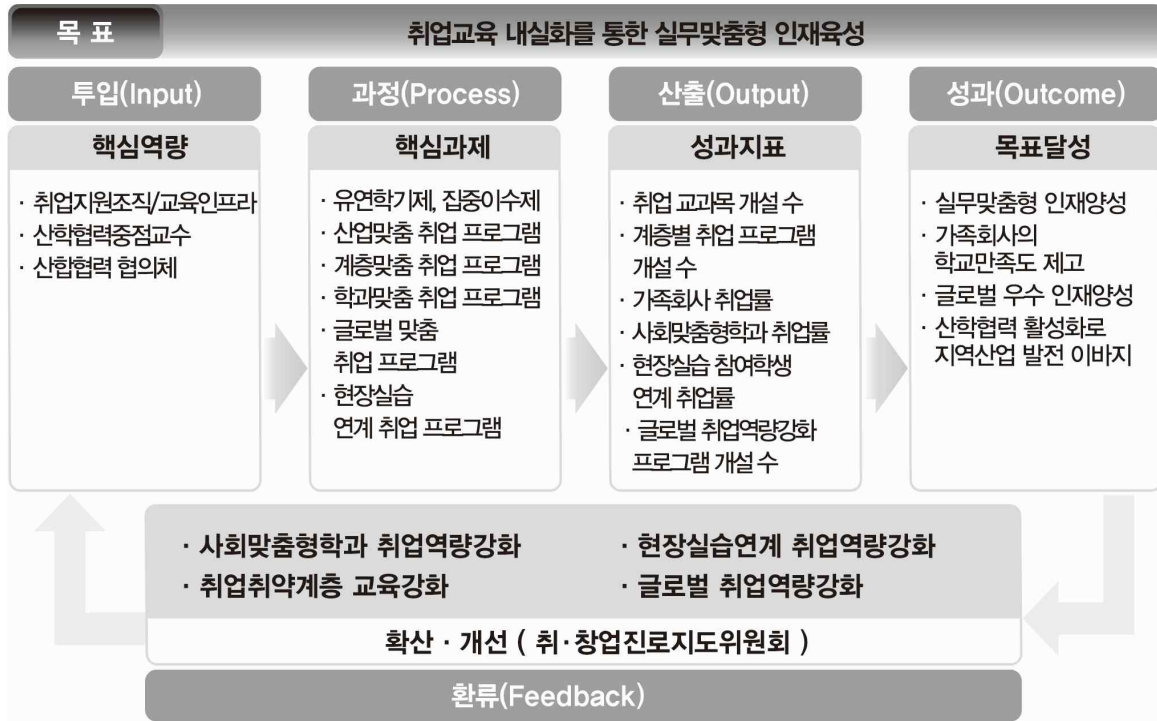 목 표
취업교육 내실화를 통한 실무맞춤형 인재육성
투입(Input)
핵심역량
· 취업지원조직/교육인프라
· 산학협력중점교수
· 산합협력 협의체
과정(Process)
핵심과제
· 유연학기제, 집중이수제
· 산업맞춤 취업 프로그램
· 계층맞춤 취업 프로그램
· 학과맞춤 취업 프로그램
· 글로벌 맞춤
취업 프로그램
· 현장실습
연계 취업 프로그램
산출(Output)
성과지표
· 취업 교과목 개설 수
· 계층별 취업 프로그램
개설 수
· 가족회사 취업률
· 사회맞춤형학과 취업률
· 현장실습 참여학생
연계 취업률
· 글로벌 취업역량강화
프로그램 개설 수
성과(Outcome)
목표달성
· 실무맞춤형 인재양성
· 가족회사의
학교만족도 제고
· 글로벌 우수 인재양성
· 산학협력 활성화로
지역산업 발전 이바지
· 사회맞춤형학과 취업역량강화
· 현장실습연계 취업역량강화
· 취업취약계층 교육강화
· 글로벌 취업역량강화
확산 · 개선 ( 취·창업진로지도위원회 )
환류(Feedback)